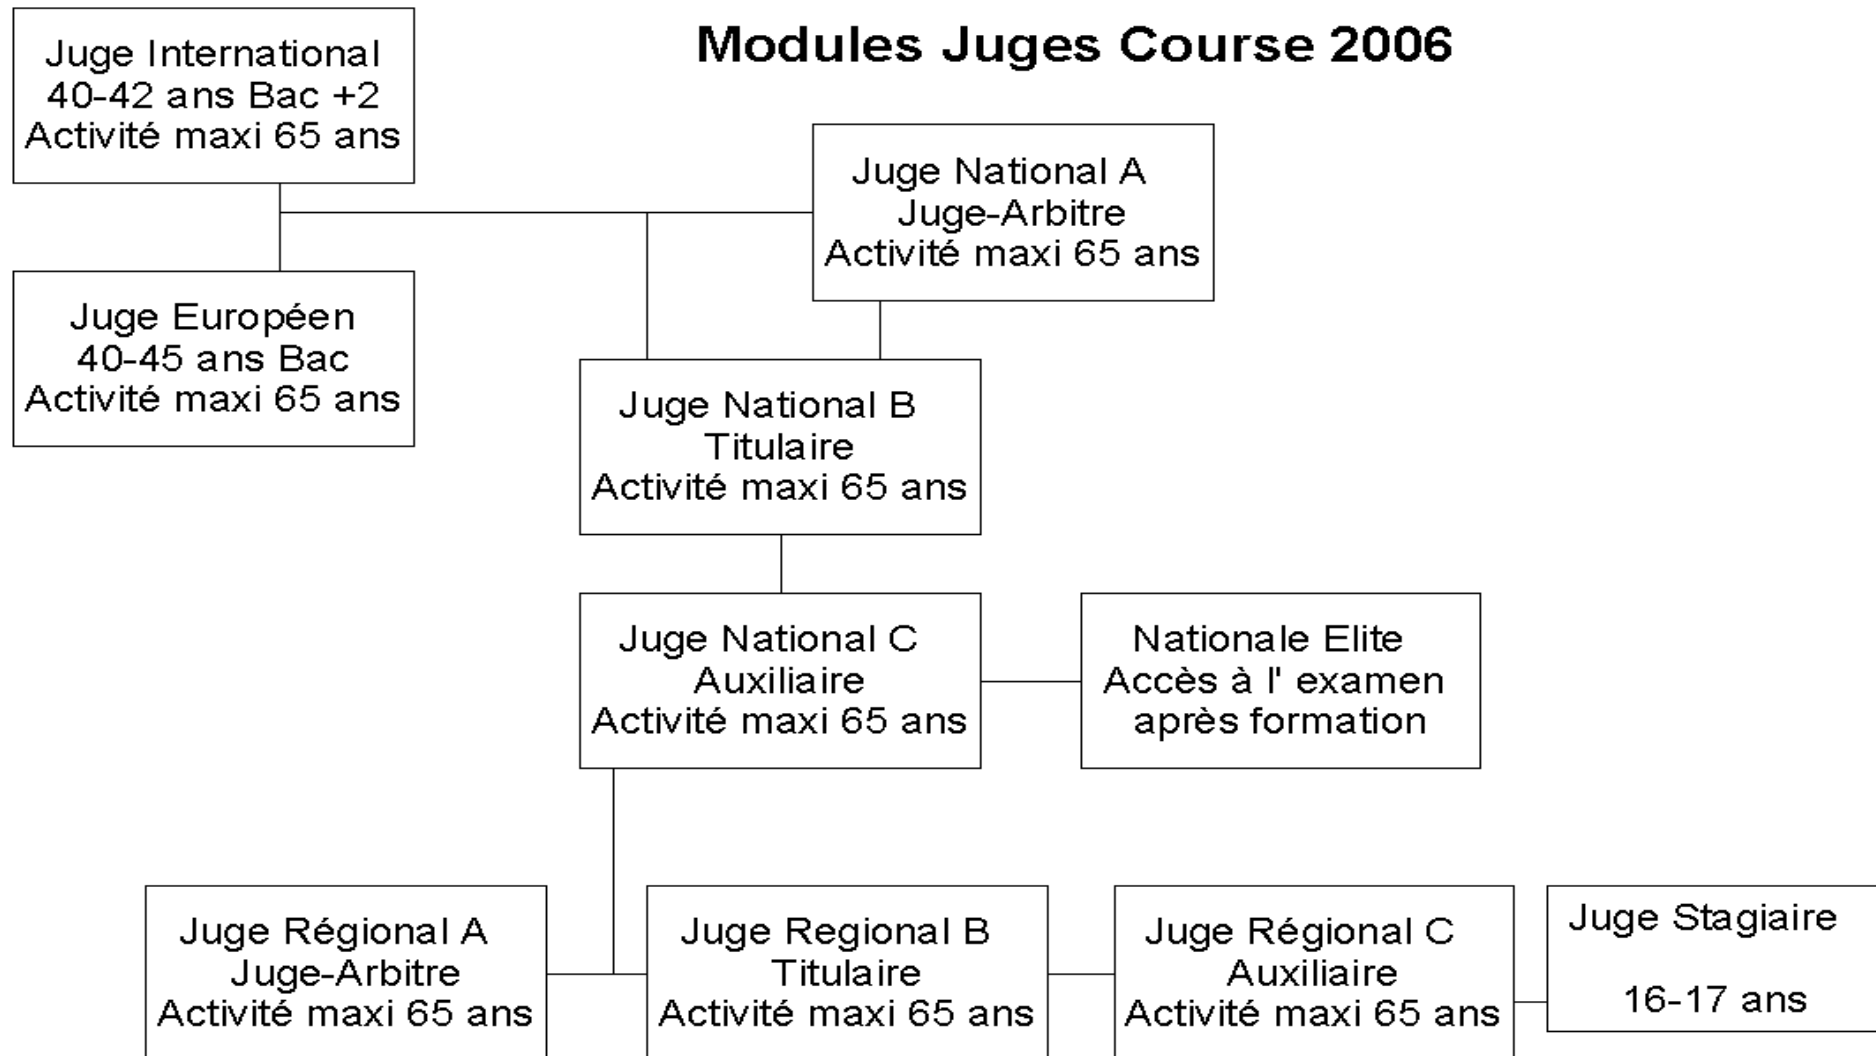 Modules Juges Course 2006
Juge International
40-42 ans Bac +2
Activité maxi 65 ans
Juge National A
Juge-Arbitre
Activité maxi 65 ans
Juge Européen
40-45 ans Bac
Activité maxi 65 ans
Juge National B
Titulaire
Activité maxi 65 ans
Juge National C
Auxiliaire
Activité maxi 65 ans
Nationale Elite
Accès à l' examen
après formation
Juge Régional A
Juge-Arbitre
Activité maxi 65 ans
Juge Regional B
Titulaire
Activité maxi 65 ans
Juge Régional C
Auxiliaire
Activité maxi 65 ans
Juge Stagiaire
16-17 ans